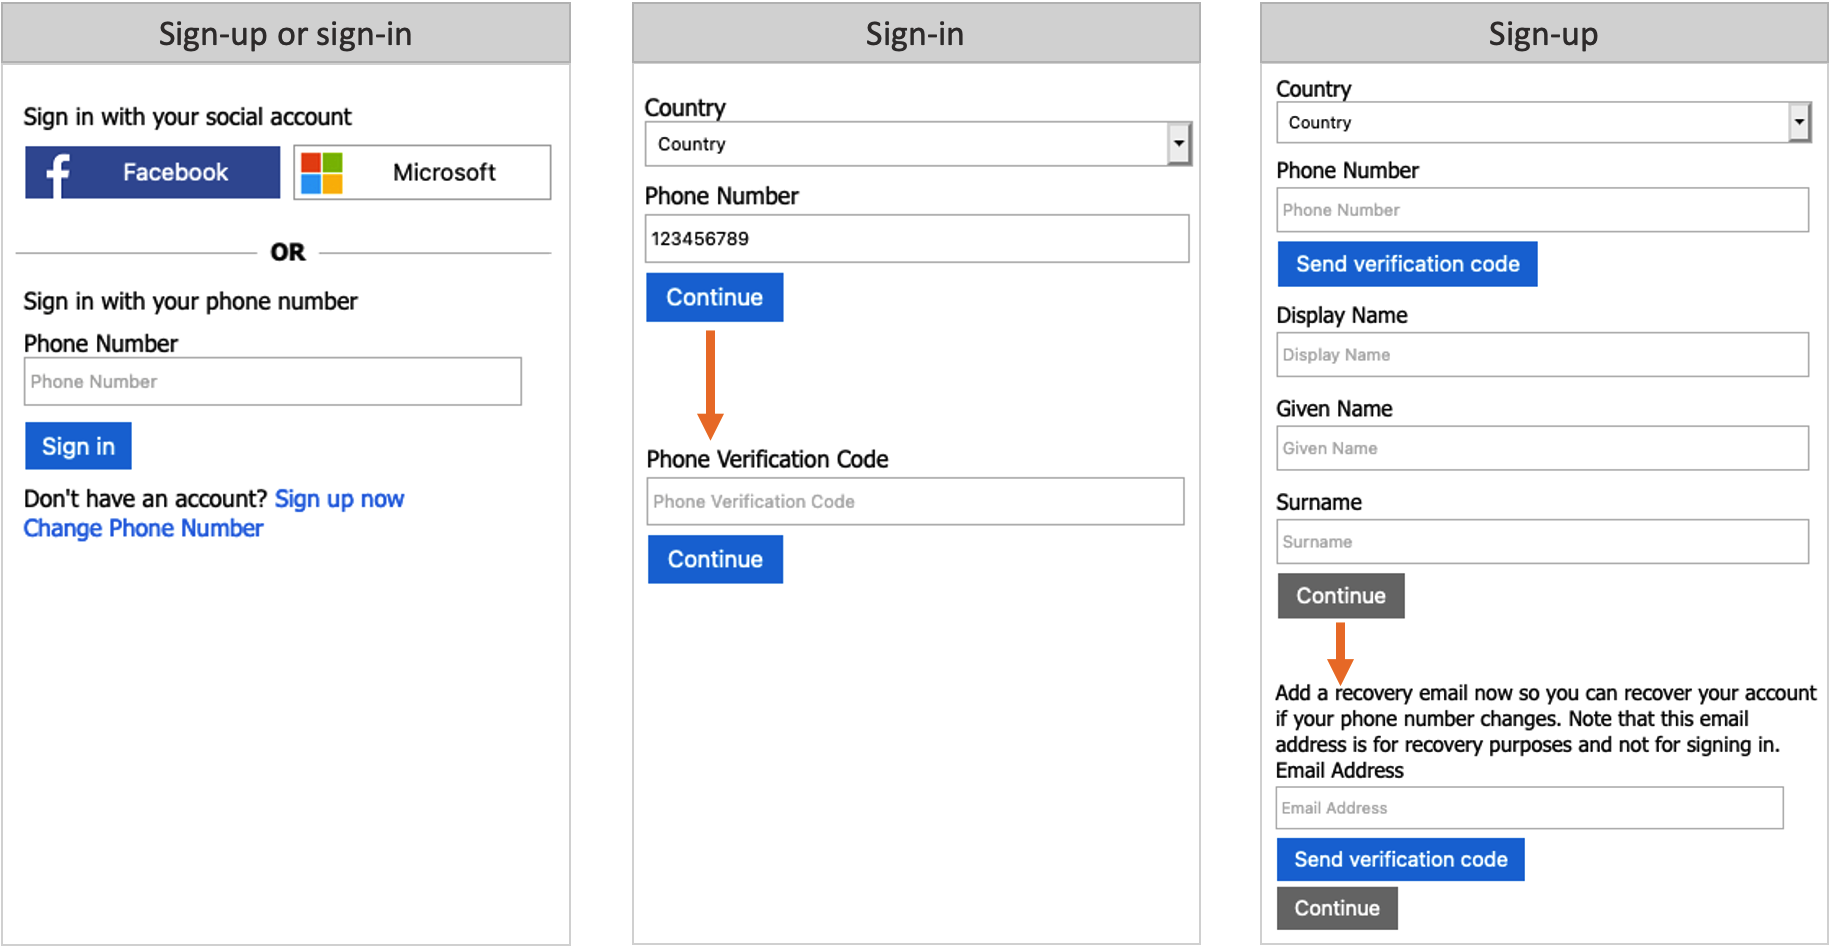 Sign-up or sign-in
Sign in with your social account
Facebook
Microsoft
OR
Sign in with your phone number
Phone Number
Phone Number
Sign in
Don't have an account? Sign up now
Change Phone Number
Sign-in
Country
Country
Phone Number
123456789
Continue
Phone Verification Code
Phone Verification Code
Continue
Sign-up
Country
Country
Phone Number
Phone Number
Send verification code
Display Name
Display Name
Given Name
Given Name
Surname
Surname
Continue
Add a recovery email now so you can recover your account
if your phone number changes. Note that this email
address is for recovery purposes and not for signing in.
Email Address
Email Address
Send verification code
Continue